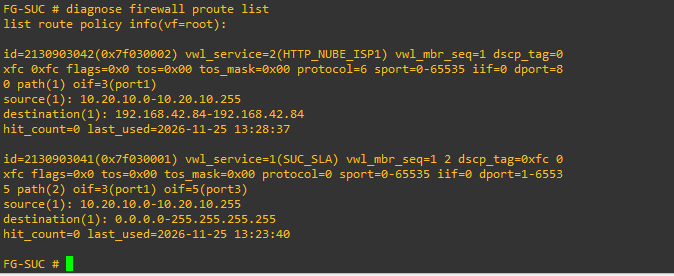 FG-SUC # diagnose firewall proute list
list route policy info(vf=root):
id=2130903042(0x7f030002) vwl_service=2(HTTP_NUBE_ISP1) vwl_mbr_seq=1 dscp_tag=0
xfc 0xfc flags=0x0 tos=0x00 tos_mask=0x00 protocol=6 sport=0-65535 iif=0 dport=8
0 path(1) oif=3(port1)
source(1): 10.20.10.0-10.20.10.255
destination(1): 192.168.42.84-192.168.42.84
hit_count=0 last_used=2026-11-25 13:28:37
id=2130903041(0x7f030001) vwl_service=1(SUC_SLA) vwl_mbr_seq=1 2 dscp_tag=0xfc 0
xfc flags=0x0 tos=0x00 tos_mask=0x00 protocol=0 sport=0-65535 iif=0 dport=1-6553
5 path(2) oif=3(port1) oif=5(port3)
source(1): 10.20.10.0-10.20.10.255
destination(1): 0.0.0.0-255.255.255.255
hit_count=0 last_used=2026-11-25 13:23:40
FG-SUC #